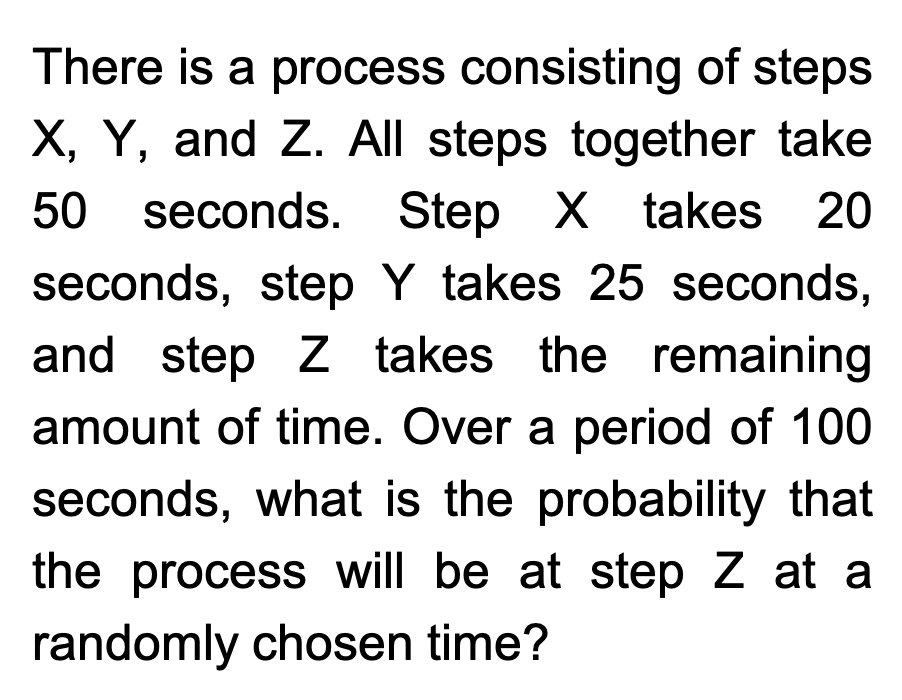 There is a process consisting of steps
X, Y, and Z. All steps together take
50 seconds. Step X takes 20
seconds, step Y takes 25 seconds,
and step Z takes the remaining
amount of time. Over a period of 100
seconds, what is the probability that
the process will be at step Z at a
randomly chosen time?